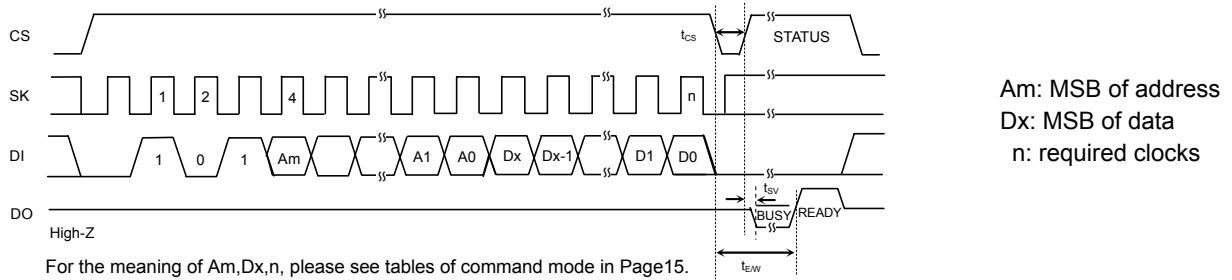 CS
tCS
STATUS
SK
1 2 4 n
Am: MSB of address
Dx: MSB of data
n: required clocks
DI
1 0 1 Am A1 A0 Dx Dx-1 D1 D0
tSV
DO
BUSY READY
High-Z
For the meaning of Am,Dx,n, please see tables of command mode in Page15.
tE/W